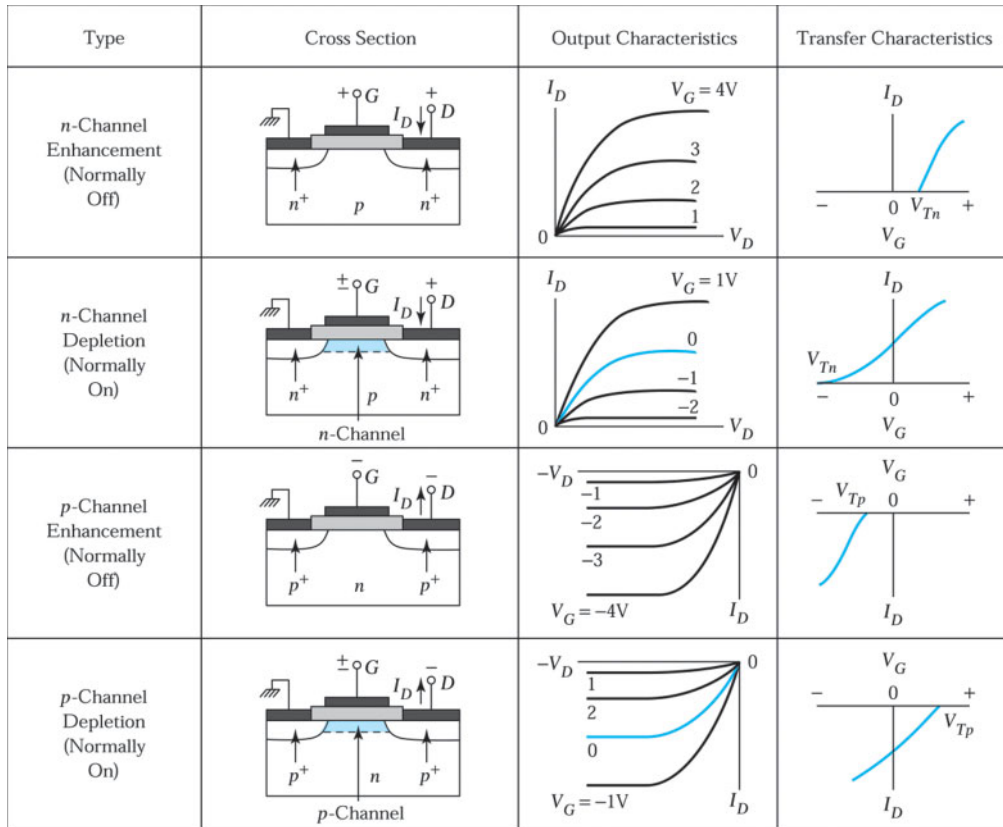 Type
Cross Section
Output Characteristics
Transfer Characteristics
n-Channel
Enhancement
(Normally
Off)
+ G
I_D
+
D
n⁺
p
n⁺
I_D
V_G = 4V
3
2
1
0
V_D
I_D
− 0 V_Tn +
V_G
n-Channel
Depletion
(Normally
On)
± G
I_D
+
D
n⁺
p
n⁺
n-Channel
I_D
V_G = 1V
0
−1
−2
0
V_D
I_D
V_Tn
− 0 +
V_G
p-Channel
Enhancement
(Normally
Off)
−
G
I_D
−
D
p⁺
n
p⁺
−V_D
0
−1
−2
−3
V_G = −4V
I_D
V_G
− V_Tp 0 +
I_D
p-Channel
Depletion
(Normally
On)
± G
I_D
−
D
p⁺
n
p⁺
p-Channel
−V_D
0
1
2
0
V_G = −1V
I_D
V_G
− 0 +
V_Tp
I_D